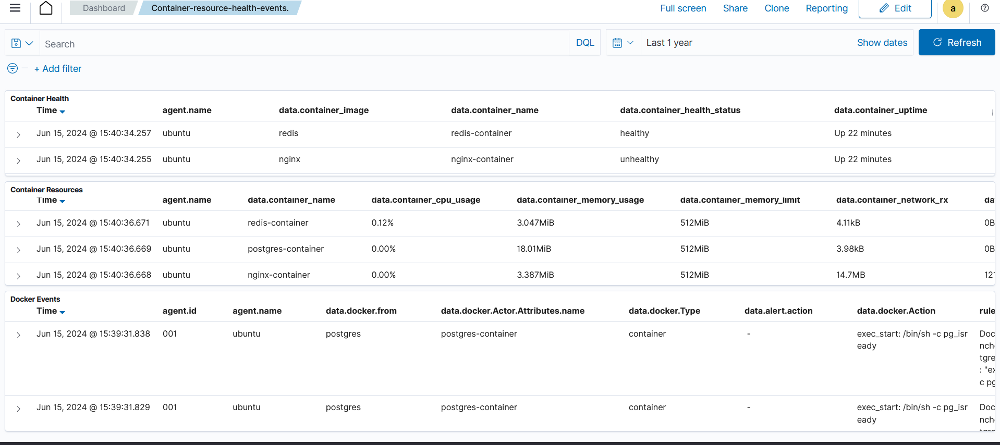 Dashboard Container-resource-health-events. Full screen Share Clone Reporting Edit a
Search DQL Last 1 year Show dates Refresh
+ Add filter
Container Health
Time agent.name data.container_image data.container_name data.container_health_status data.container_uptime
Jun 15, 2024 @ 15:40:34.257 ubuntu redis redis-container healthy Up 22 minutes
Jun 15, 2024 @ 15:40:34.255 ubuntu nginx nginx-container unhealthy Up 22 minutes
Container Resources
Time agent.name data.container_name data.container_cpu_usage data.container_memory_usage data.container_memory_limit data.container_network_rx da
Jun 15, 2024 @ 15:40:36.671 ubuntu redis-container 0.12% 3.047MiB 512MiB 4.11kB 0B
Jun 15, 2024 @ 15:40:36.669 ubuntu postgres-container 0.00% 18.01MiB 512MiB 3.98kB 0B
Jun 15, 2024 @ 15:40:36.668 ubuntu nginx-container 0.00% 3.387MiB 512MiB 14.7MB 12
Docker Events
Time agent.id agent.name data.docker.from data.docker.Actor.Attributes.name data.docker.Type data.alert.action data.docker.Action rule
Jun 15, 2024 @ 15:39:31.838 001 ubuntu postgres postgres-container container - exec_start: /bin/sh -c pg_isr Doc
eady nch
tgre
: "ex
c pg
Jun 15, 2024 @ 15:39:31.829 001 ubuntu postgres postgres-container container - exec_start: /bin/sh -c pg_isr Doc
eady nch